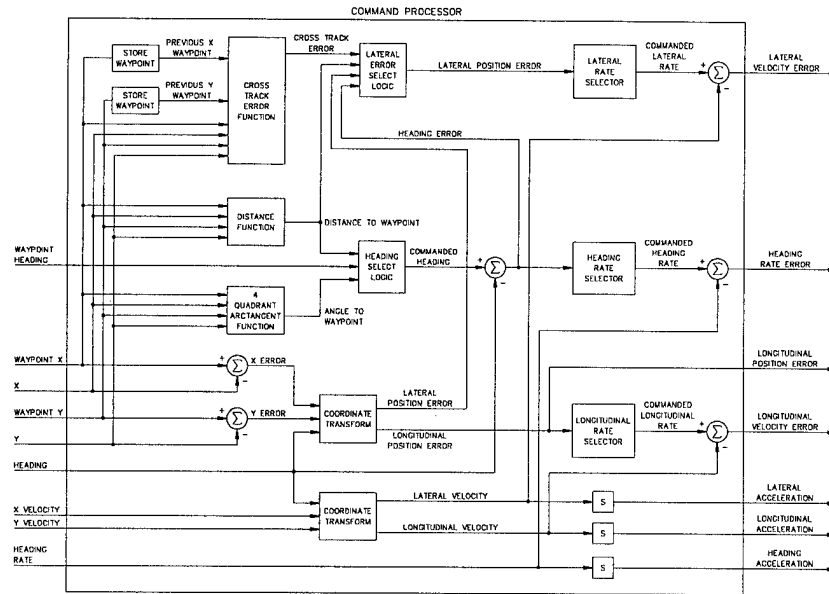 COMMAND PROCESSOR
STORE
WAYPOINT
PREVIOUS X
WAYPOINT
STORE
WAYPOINT
PREVIOUS Y
WAYPOINT
CROSS
TRACK
ERROR
FUNCTION
CROSS TRACK
ERROR
LATERAL
ERROR
SELECT
LOGIC
LATERAL POSITION ERROR
LATERAL
RATE
SELECTOR
COMMANDED
LATERAL
RATE
+
Σ
-
LATERAL
VELOCITY ERROR
HEADING ERROR
DISTANCE
FUNCTION
DISTANCE TO WAYPOINT
WAYPOINT
HEADING
HEADING
SELECT
LOGIC
COMMANDED
HEADING
+
Σ
-
HEADING
RATE
SELECTOR
COMMANDED
HEADING
RATE
+
Σ
-
HEADING
RATE ERROR
4
QUADRANT
ARCTANGENT
FUNCTION
ANGLE TO
WAYPOINT
WAYPOINT X
+
Σ
-
X ERROR
X
WAYPOINT Y
+
Σ
-
Y ERROR
Y
COORDINATE
TRANSFORM
LATERAL
POSITION ERROR
LONGITUDINAL
POSITION ERROR
LONGITUDINAL
POSITION ERROR
LONGITUDINAL
RATE
SELECTOR
COMMANDED
LONGITUDINAL
RATE
+
Σ
-
LONGITUDINAL
VELOCITY ERROR
HEADING
X VELOCITY
Y VELOCITY
COORDINATE
TRANSFORM
LATERAL VELOCITY
LONGITUDINAL VELOCITY
S
LATERAL
ACCELERATION
S
LONGITUDINAL
ACCELERATION
HEADING
RATE
S
HEADING
ACCELERATION